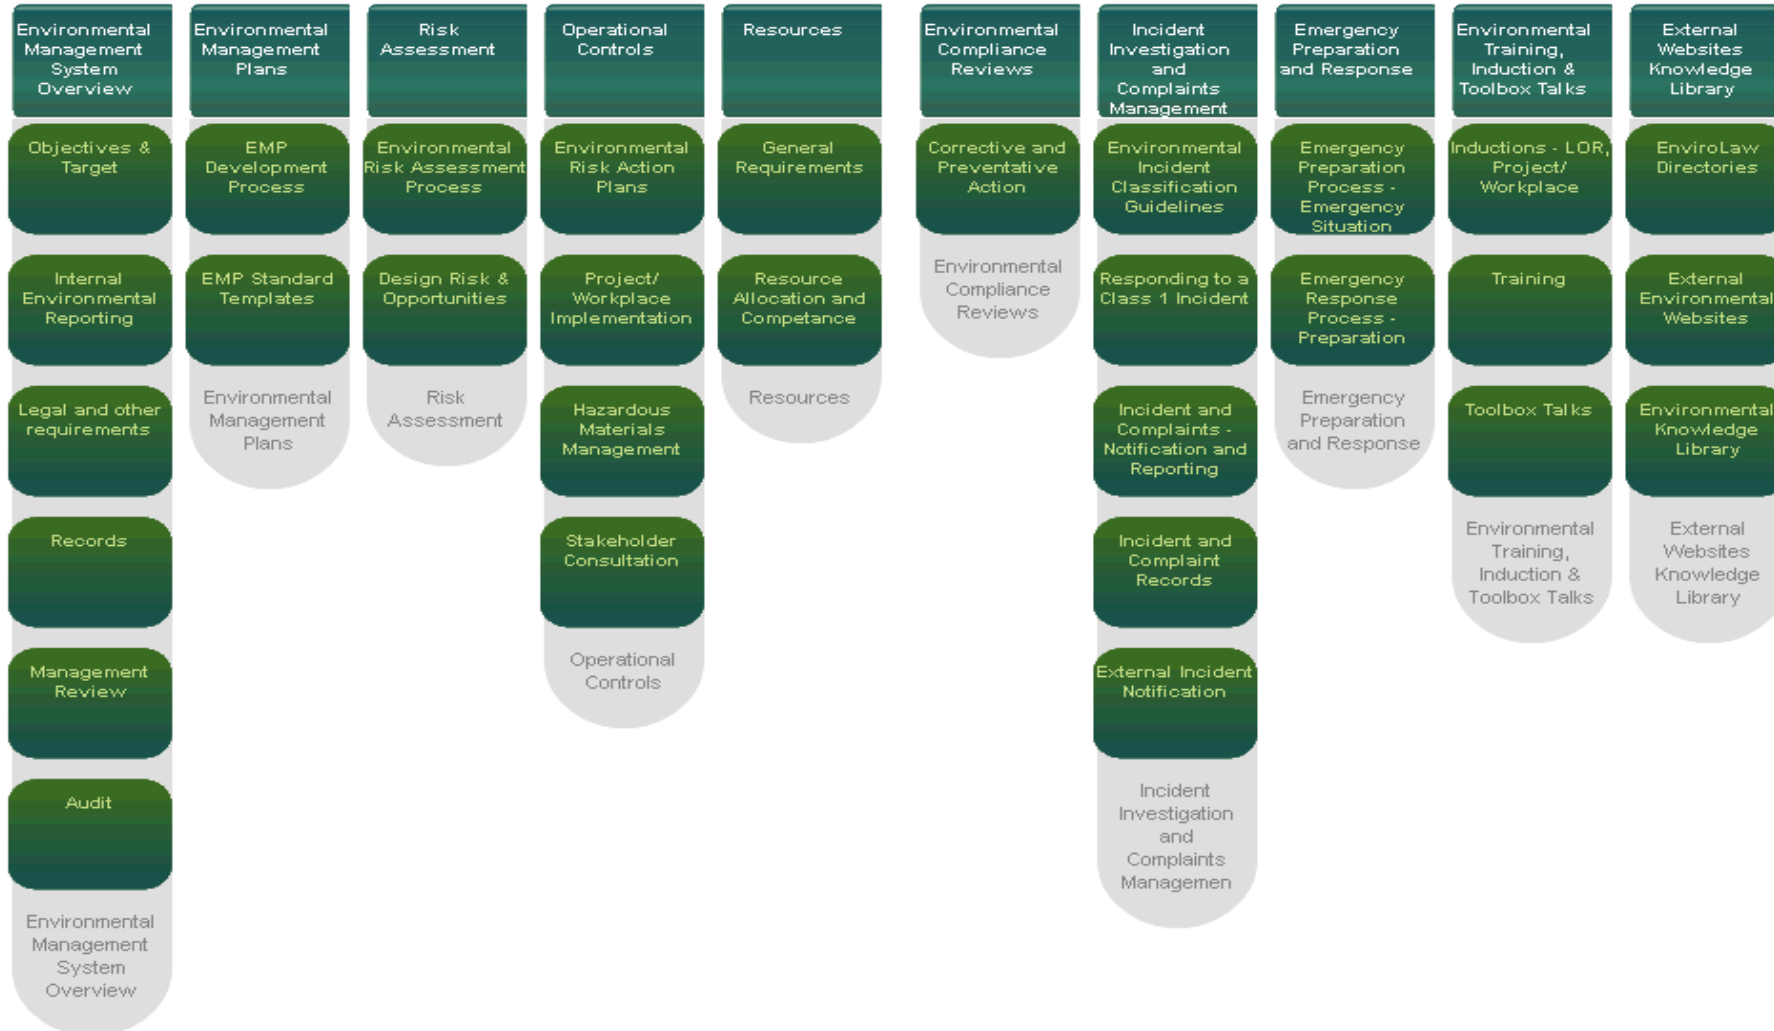 Environmental
Management
System
Overview
Objectives &
Target
Internal
Environmental
Reporting
Legal and other
requirements
Records
Management
Review
Audit
Environmental
Management
System
Overview
Environmental
Management
Plans
EMP
Development
Process
EMP Standard
Templates
Environmental
Management
Plans
Risk
Assessment
Environmental
Risk Assessment
Process
Design Risk &
Opportunities
Risk
Assessment
Operational
Controls
Environmental
Risk Action
Plans
Project/
Workplace
Implementation
Hazardous
Materials
Management
Stakeholder
Consultation
Operational
Controls
Resources
General
Requirements
Resource
Allocation and
Competance
Resources
Environmental
Compliance
Reviews
Corrective and
Preventative
Action
Environmental
Compliance
Reviews
Incident
Investigation
and
Complaints
Management
Environmental
Incident
Classification
Guidelines
Responding to a
Class 1 Incident
Incident and
Complaints -
Notification and
Reporting
Incident and
Complaint
Records
External Incident
Notification
Incident
Investigation
and
Complaints
Managemen
Emergency
Preparation
and Response
Emergency
Preparation
Process -
Emergency
Situation
Emergency
Response
Process -
Preparation
Emergency
Preparation
and Response
Environmental
Training,
Induction &
Toolbox Talks
Inductions - LOR,
Project/
Workplace
Training
Toolbox Talks
Environmental
Training,
Induction &
Toolbox Talks
External
Websites
Knowledge
Library
EnviroLaw
Directories
External
Environmental
Websites
Environmental
Knowledge
Library
External
Websites
Knowledge
Library